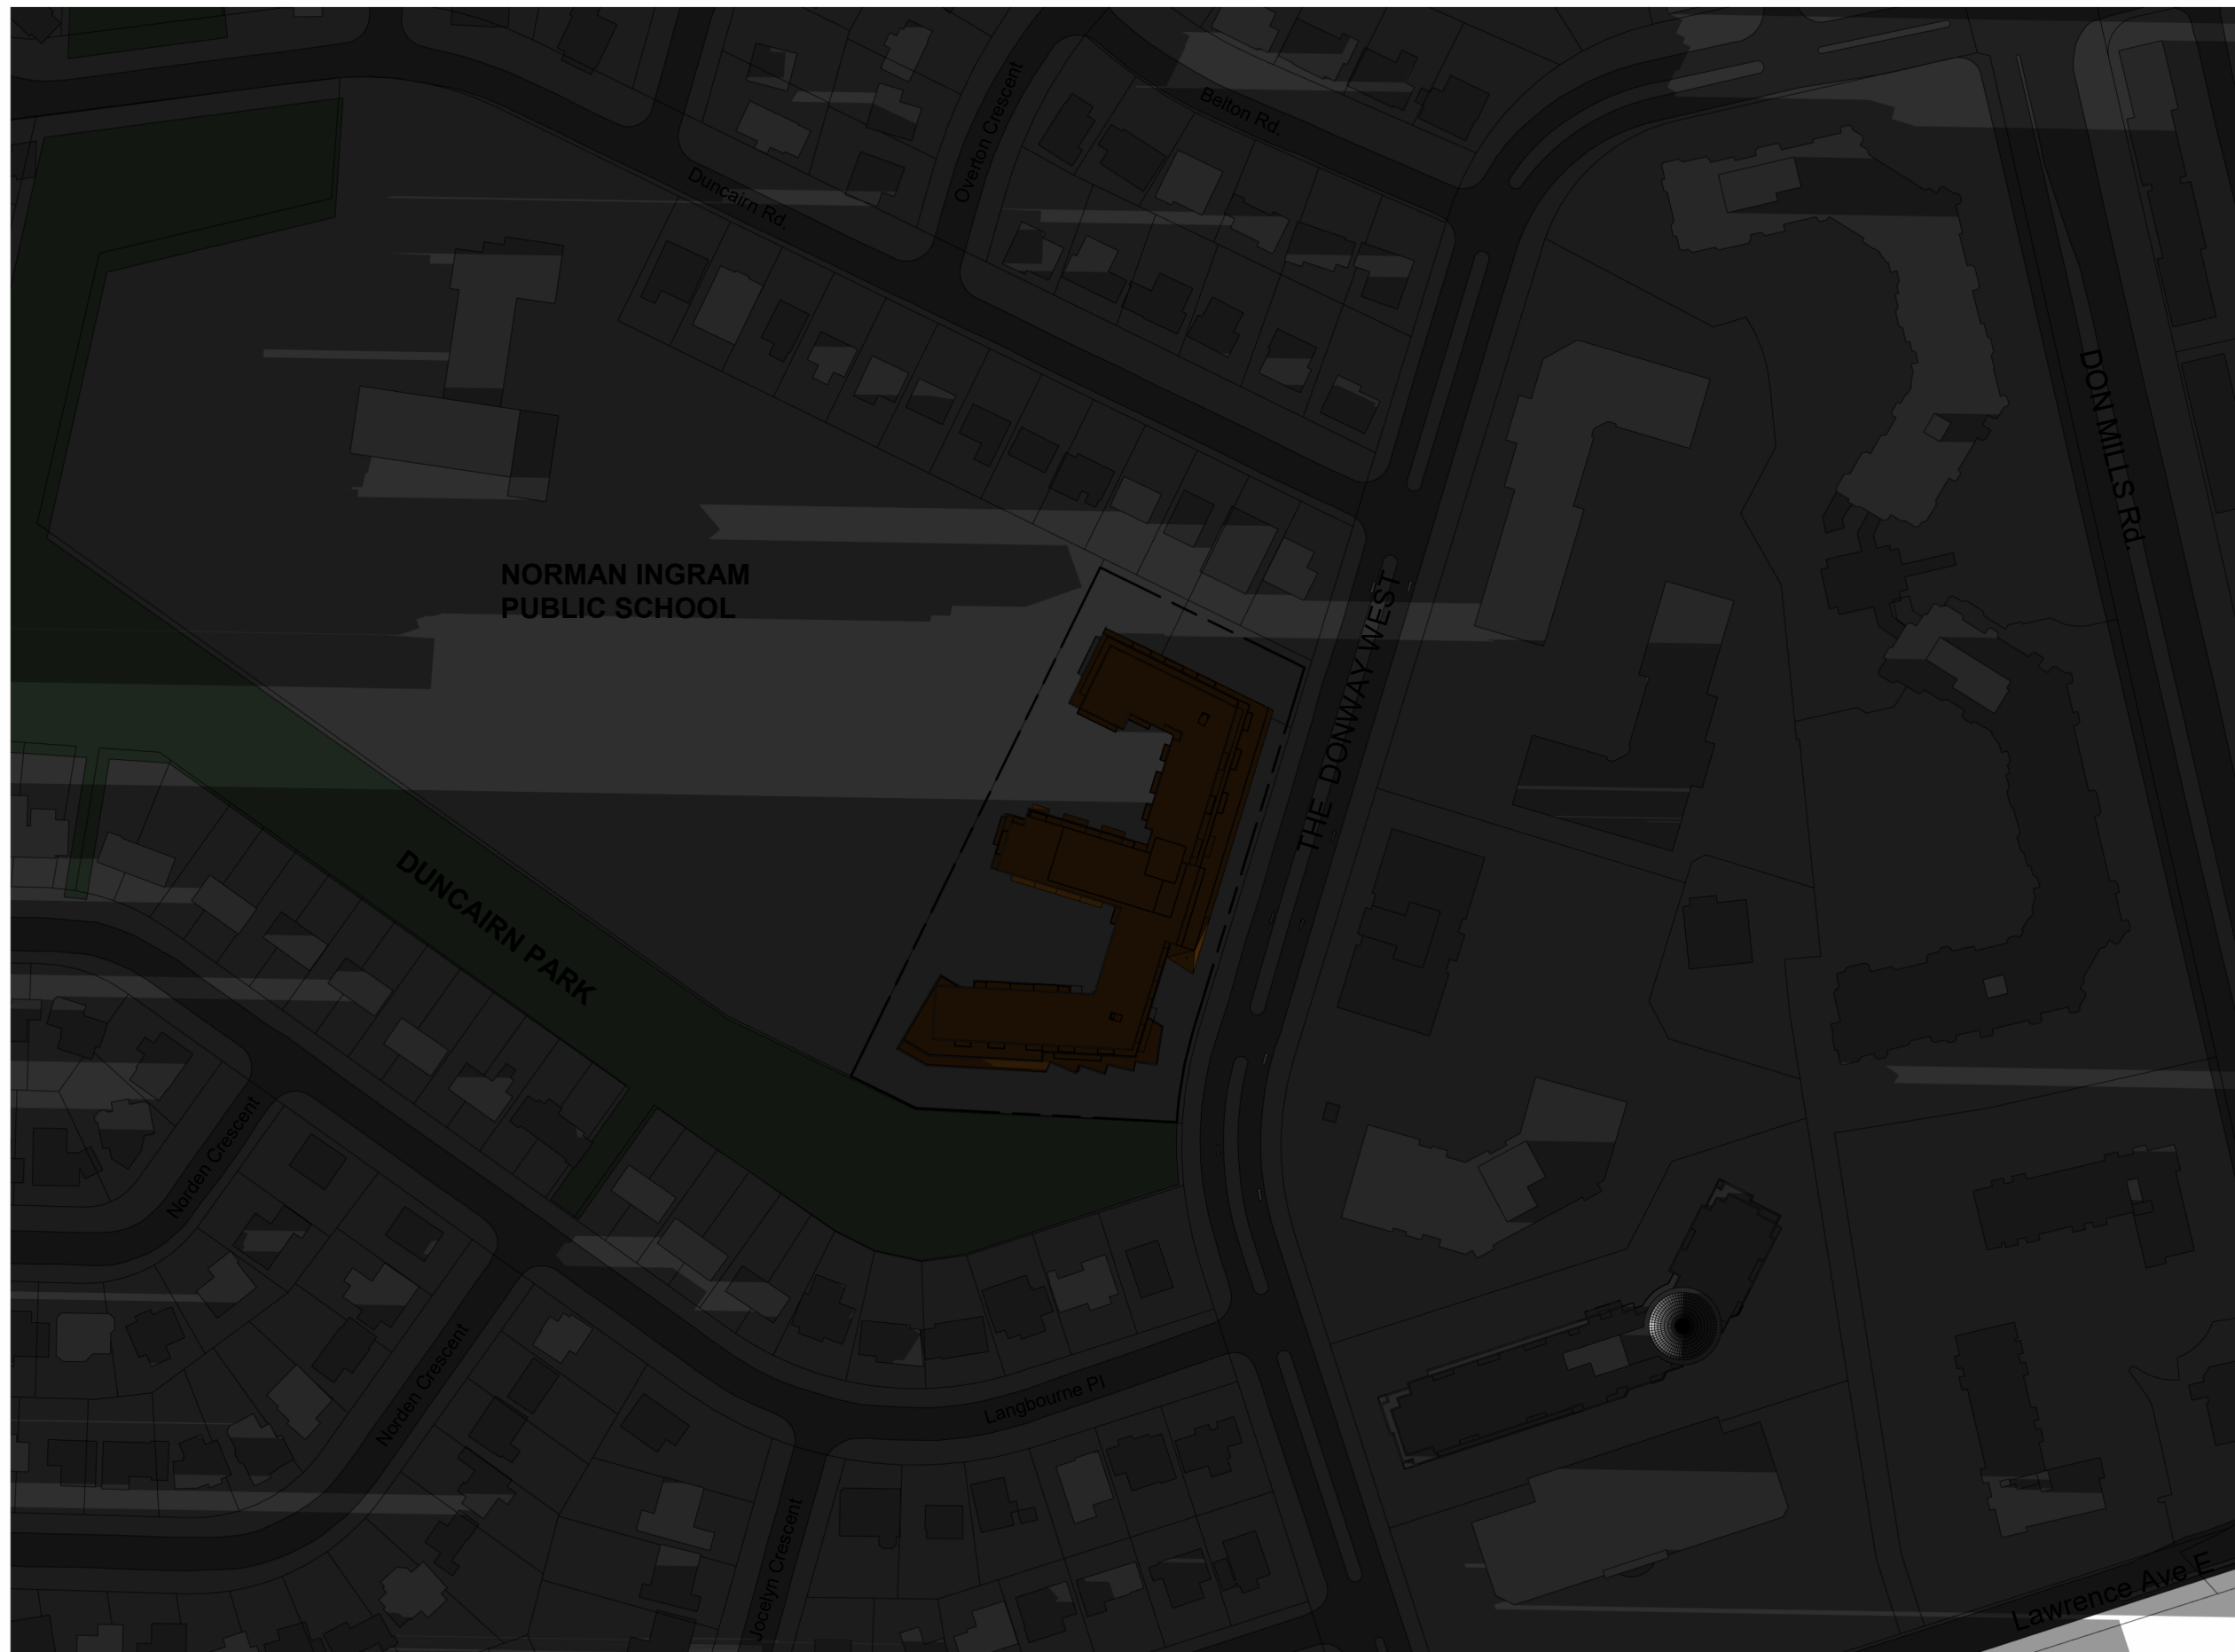 Belton Rd.
Overton Crescent
Duncairn Rd.
DON MILLS Rd.
NORMAN INGRAM
PUBLIC SCHOOL
THE DONWAY WEST
DUNCAIRN PARK
Norden Crescent
Norden Crescent
Langbourne Pl
Jocelyn Crescent
Lawrence Ave E